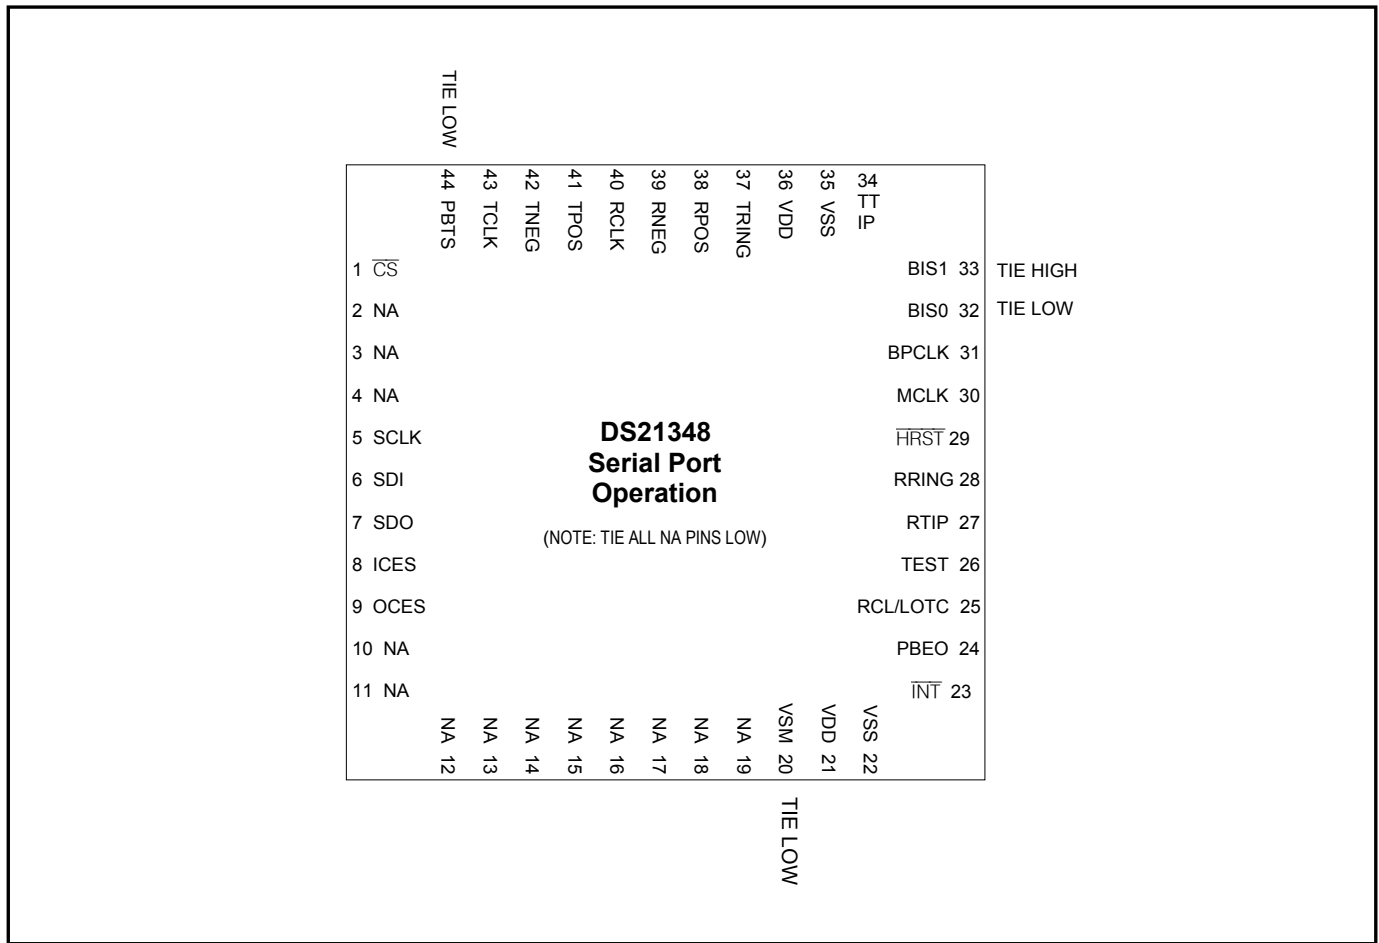 TIE LOW
44 PBTS
43 TCLK
42 TNEG
41 TPOS
40 RCLK
39 RNEG
38 RPOS
37 TRING
36 VDD
35 VSS
34
TT
IP
1 CS
2 NA
3 NA
4 NA
5 SCLK
6 SDI
7 SDO
8 ICES
9 OCES
10 NA
11 NA
DS21348
Serial Port
Operation
(NOTE: TIE ALL NA PINS LOW)
BIS1 33 TIE HIGH
BIS0 32 TIE LOW
BPCLK 31
MCLK 30
HRST 29
RRING 28
RTIP 27
TEST 26
RCL/LOTC 25
PBEO 24
INT 23
NA 12
NA 13
NA 14
NA 15
NA 16
NA 17
NA 18
NA 19
VSM 20
VDD 21
VSS 22
TIE LOW